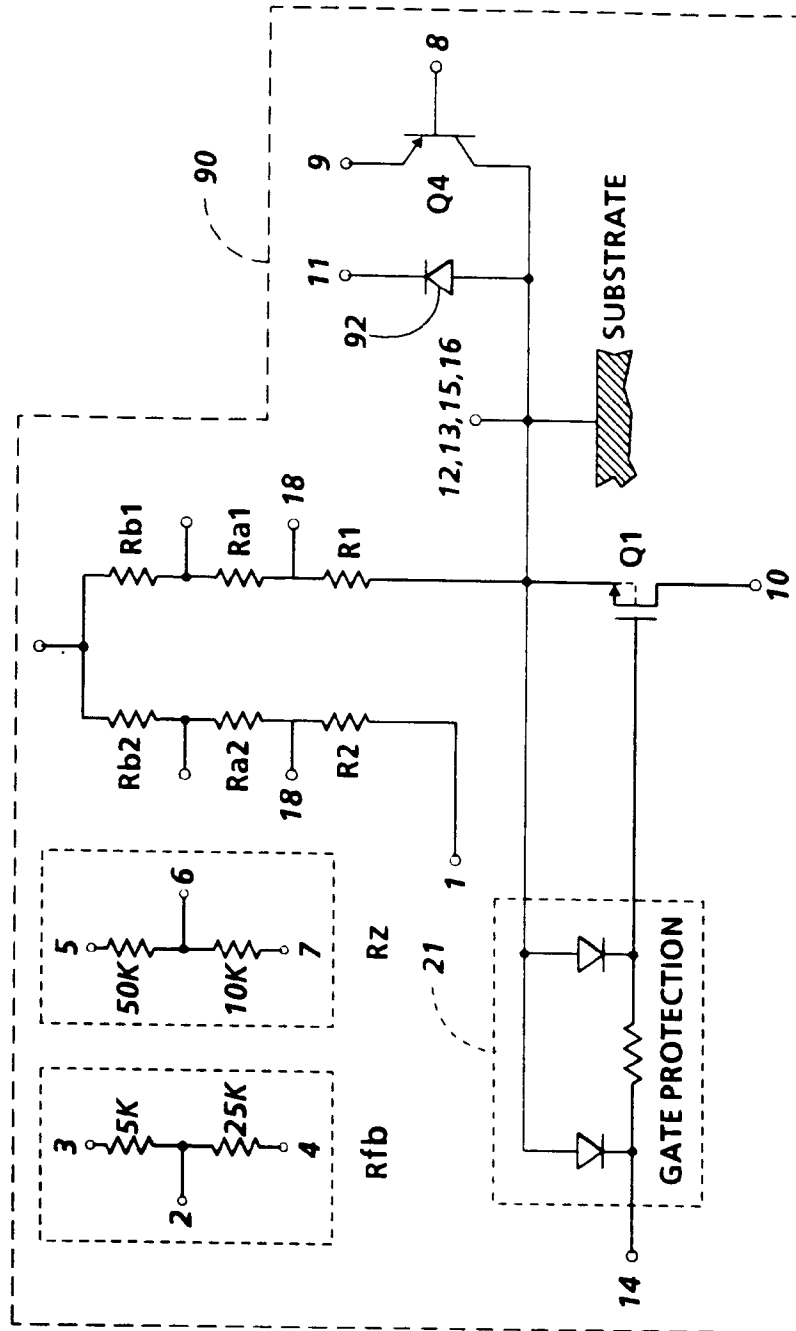 3
5K
2
25K
4
Rfb
5
50K
6
10K
7
Rz
Rb2
Ra2
18
R2
1
Rb1
Ra1
18
R1
90
9
8
Q4
11
92
12,13,15,16
SUBSTRATE
21
GATE PROTECTION
14
Q1
10